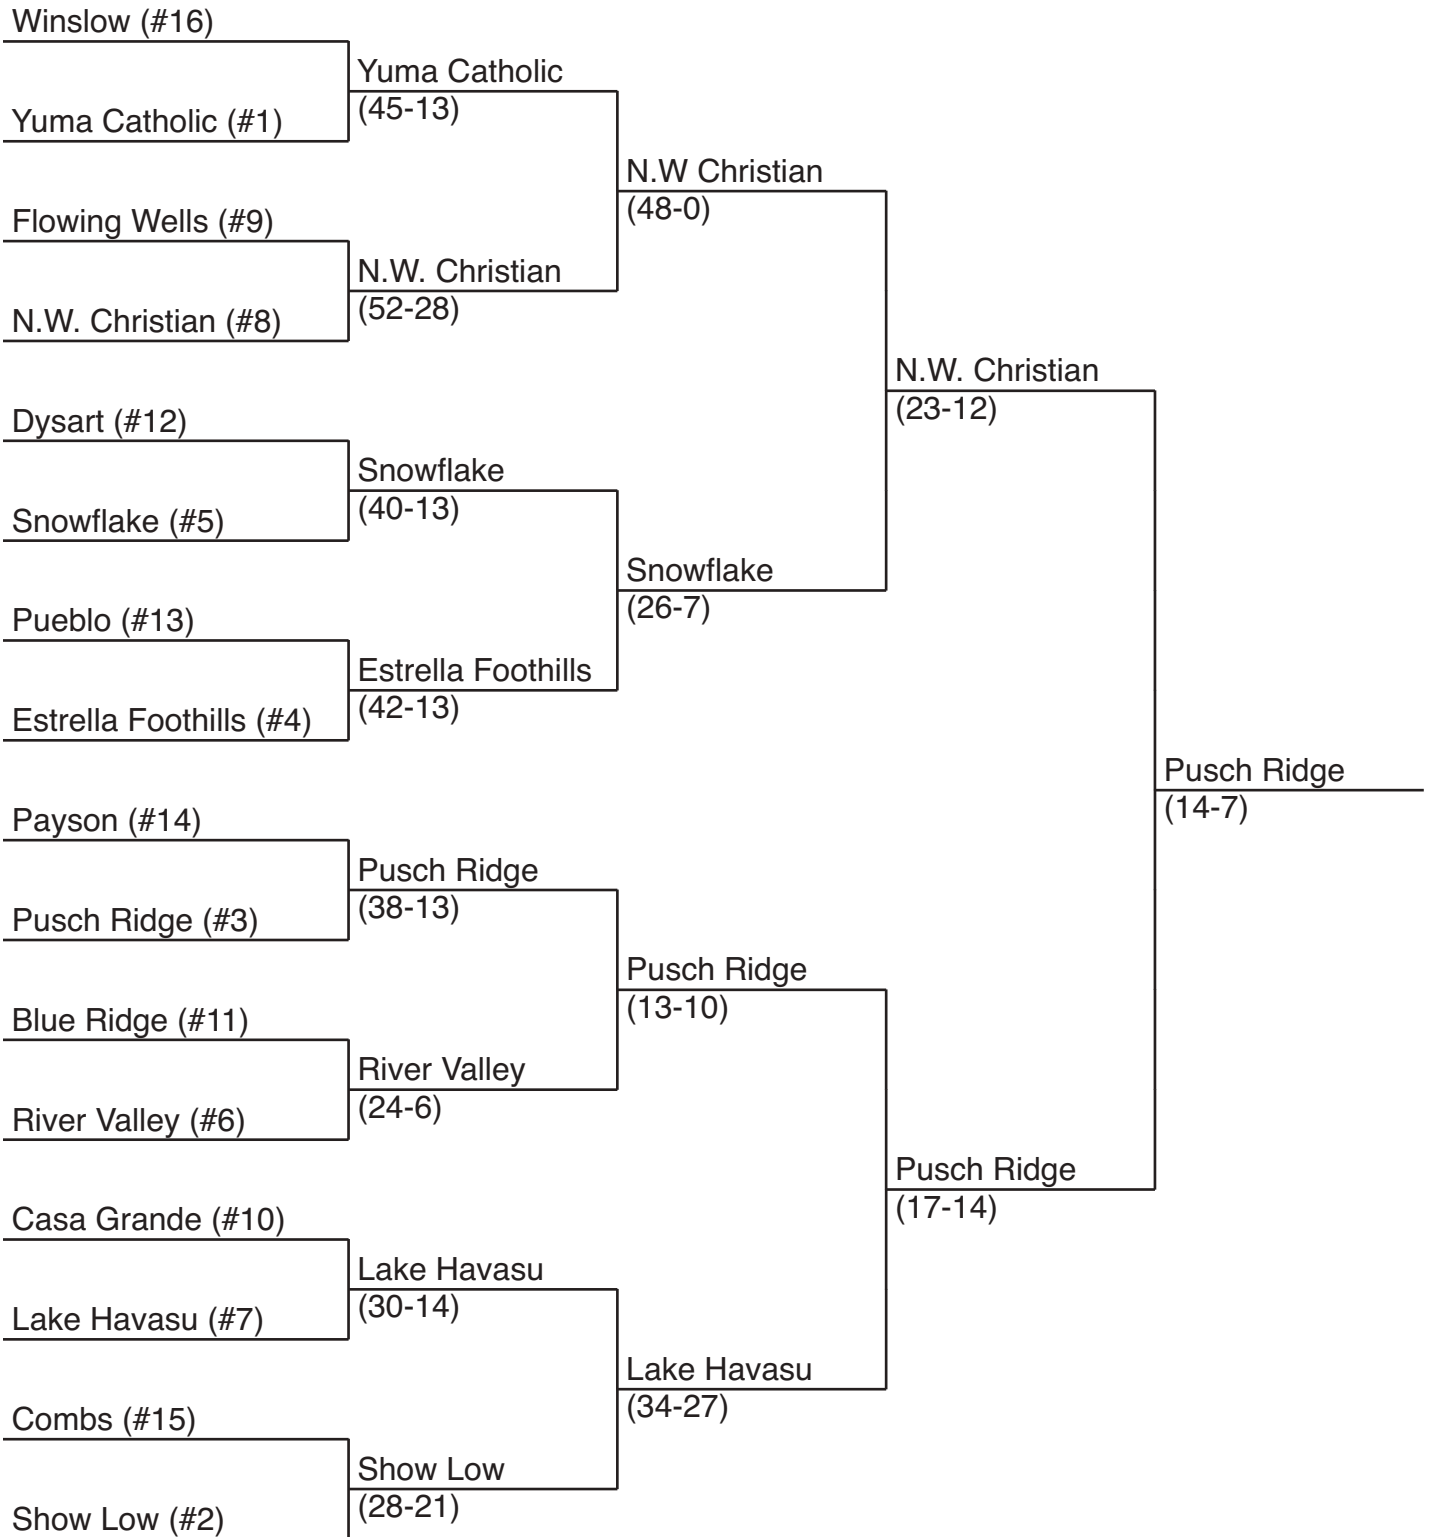 Winslow (#16)
Yuma Catholic (#1)
Flowing Wells (#9)
N.W. Christian (#8)
Dysart (#12)
Snowflake (#5)
Pueblo (#13)
Estrella Foothills (#4)
Payson (#14)
Pusch Ridge (#3)
Blue Ridge (#11)
River Valley (#6)
Casa Grande (#10)
Lake Havasu (#7)
Combs (#15)
Show Low (#2)
Yuma Catholic
(45-13)
N.W. Christian
(52-28)
Snowflake
(40-13)
Estrella Foothills
(42-13)
Pusch Ridge
(38-13)
River Valley
(24-6)
Lake Havasu
(30-14)
Show Low
(28-21)
N.W Christian
(48-0)
Snowflake
(26-7)
Pusch Ridge
(13-10)
Lake Havasu
(34-27)
N.W. Christian
(23-12)
Pusch Ridge
(17-14)
Pusch Ridge
(14-7)